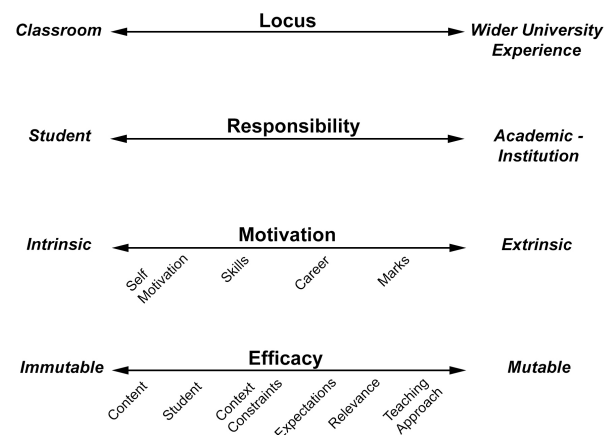 Locus
Classroom
Wider University
Experience
Responsibility
Student
Academic -
Institution
Motivation
Intrinsic
Extrinsic
Self
Motivation
Skills
Career
Marks
Efficacy
Immutable
Mutable
Content
Student
Context
Constraints
Expectations
Relevance
Teaching
Approach